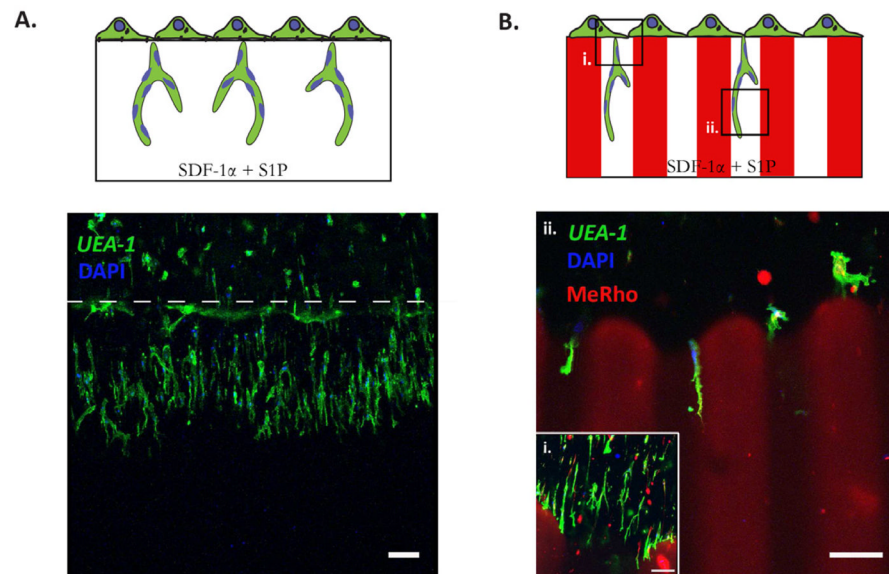 A.
SDF-1α + S1P
UEA-1
DAPI
B.
i.
ii.
SDF-1α + S1P
ii.
UEA-1
DAPI
MeRho
i.